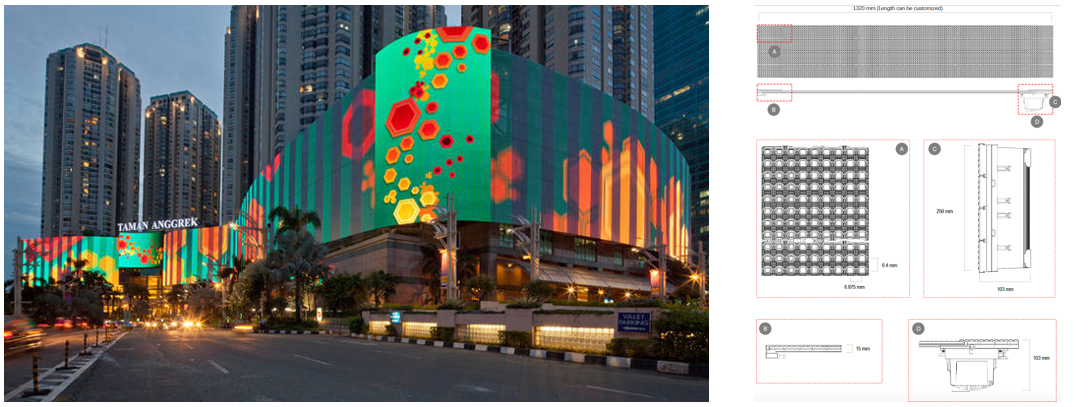 TAMAN ANGGREK
VALET
PARKING
1320 mm (Length can be customized)
A
B
C
D
A
6.4 mm
6.875 mm
C
256 mm
103 mm
B
15 mm
D
103 mm